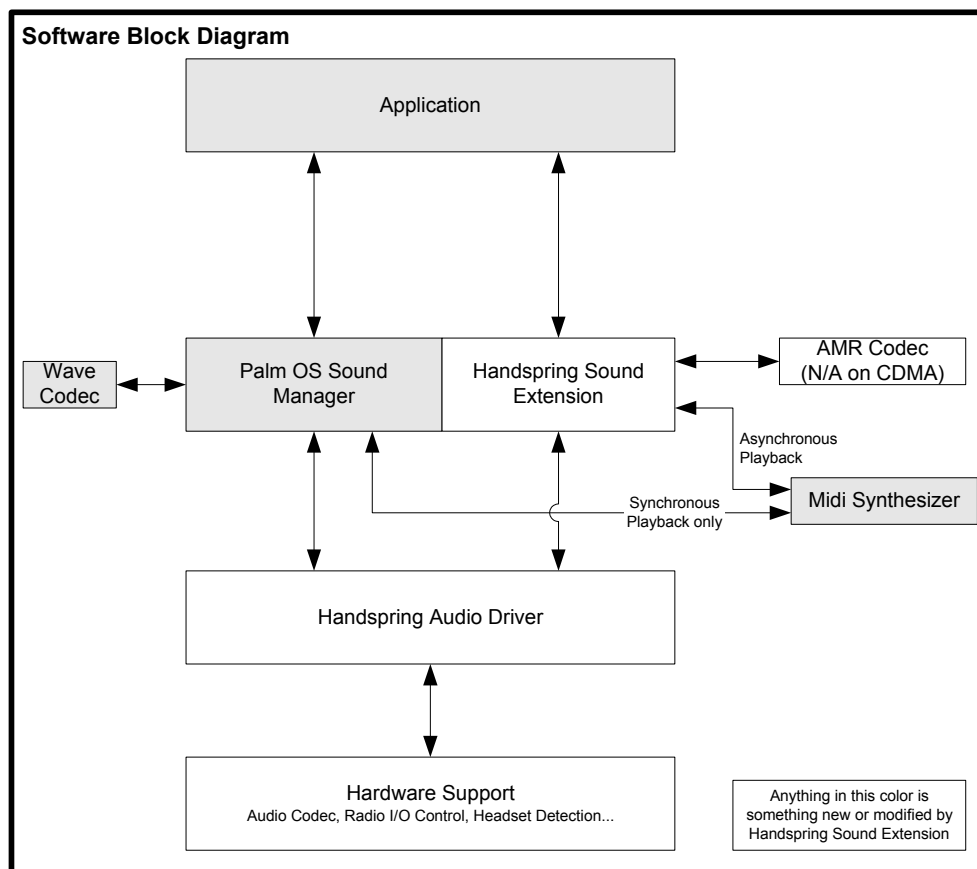 Software Block Diagram
Application
Wave
Codec
Palm OS Sound
Manager
Handspring Sound
Extension
AMR Codec
(N/A on CDMA)
Asynchronous
Playback
Midi Synthesizer
Synchronous
Playback only
Handspring Audio Driver
Hardware Support
Audio Codec, Radio I/O Control, Headset Detection...
Anything in this color is
something new or modified by
Handspring Sound Extension